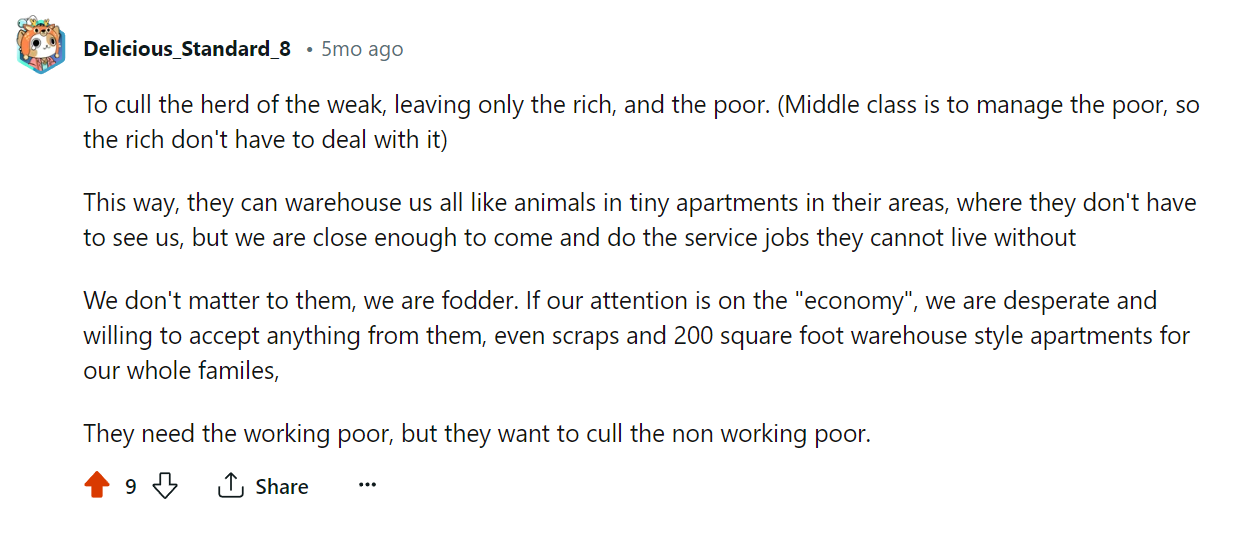 Delicious_Standard_8 • 5mo ago
To cull the herd of the weak, leaving only the rich, and the poor. (Middle class is to manage the poor, so
the rich don't have to deal with it)
This way, they can warehouse us all like animals in tiny apartments in their areas, where they don't have
to see us, but we are close enough to come and do the service jobs they cannot live without
We don't matter to them, we are fodder. If our attention is on the "economy", we are desperate and
willing to accept anything from them, even scraps and 200 square foot warehouse style apartments for
our whole familes,
They need the working poor, but they want to cull the non working poor.
9 Share ...